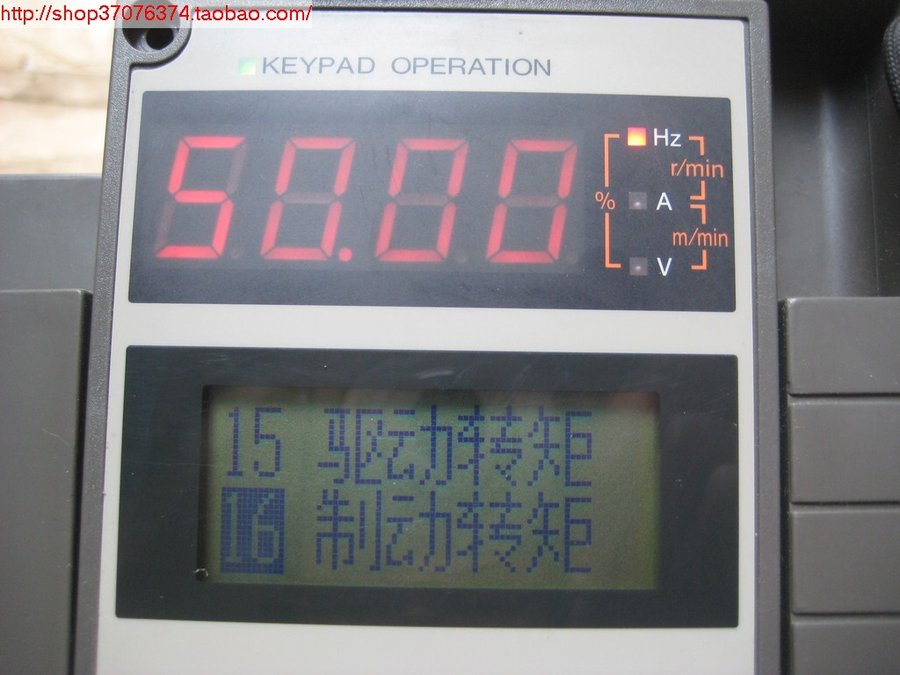 http://shop37076374.taobao.com/
KEYPAD OPERATION
50.00
Hz
r/min
% A
m/min
V
15 驱动转矩
16 制动转矩